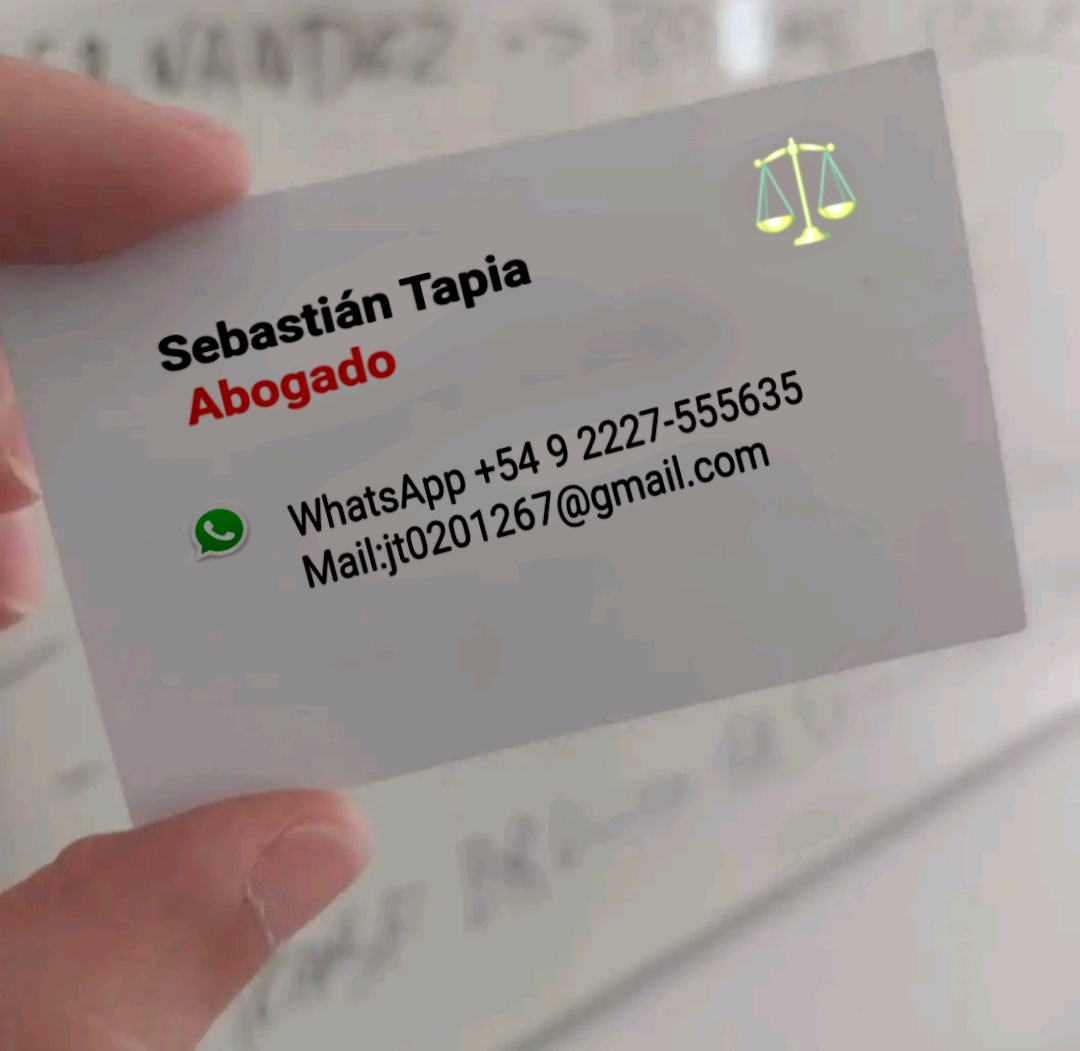 Sebastián Tapia
Abogado
WhatsApp +54 9 2227-555635
Mail:jt0201267@gmail.com